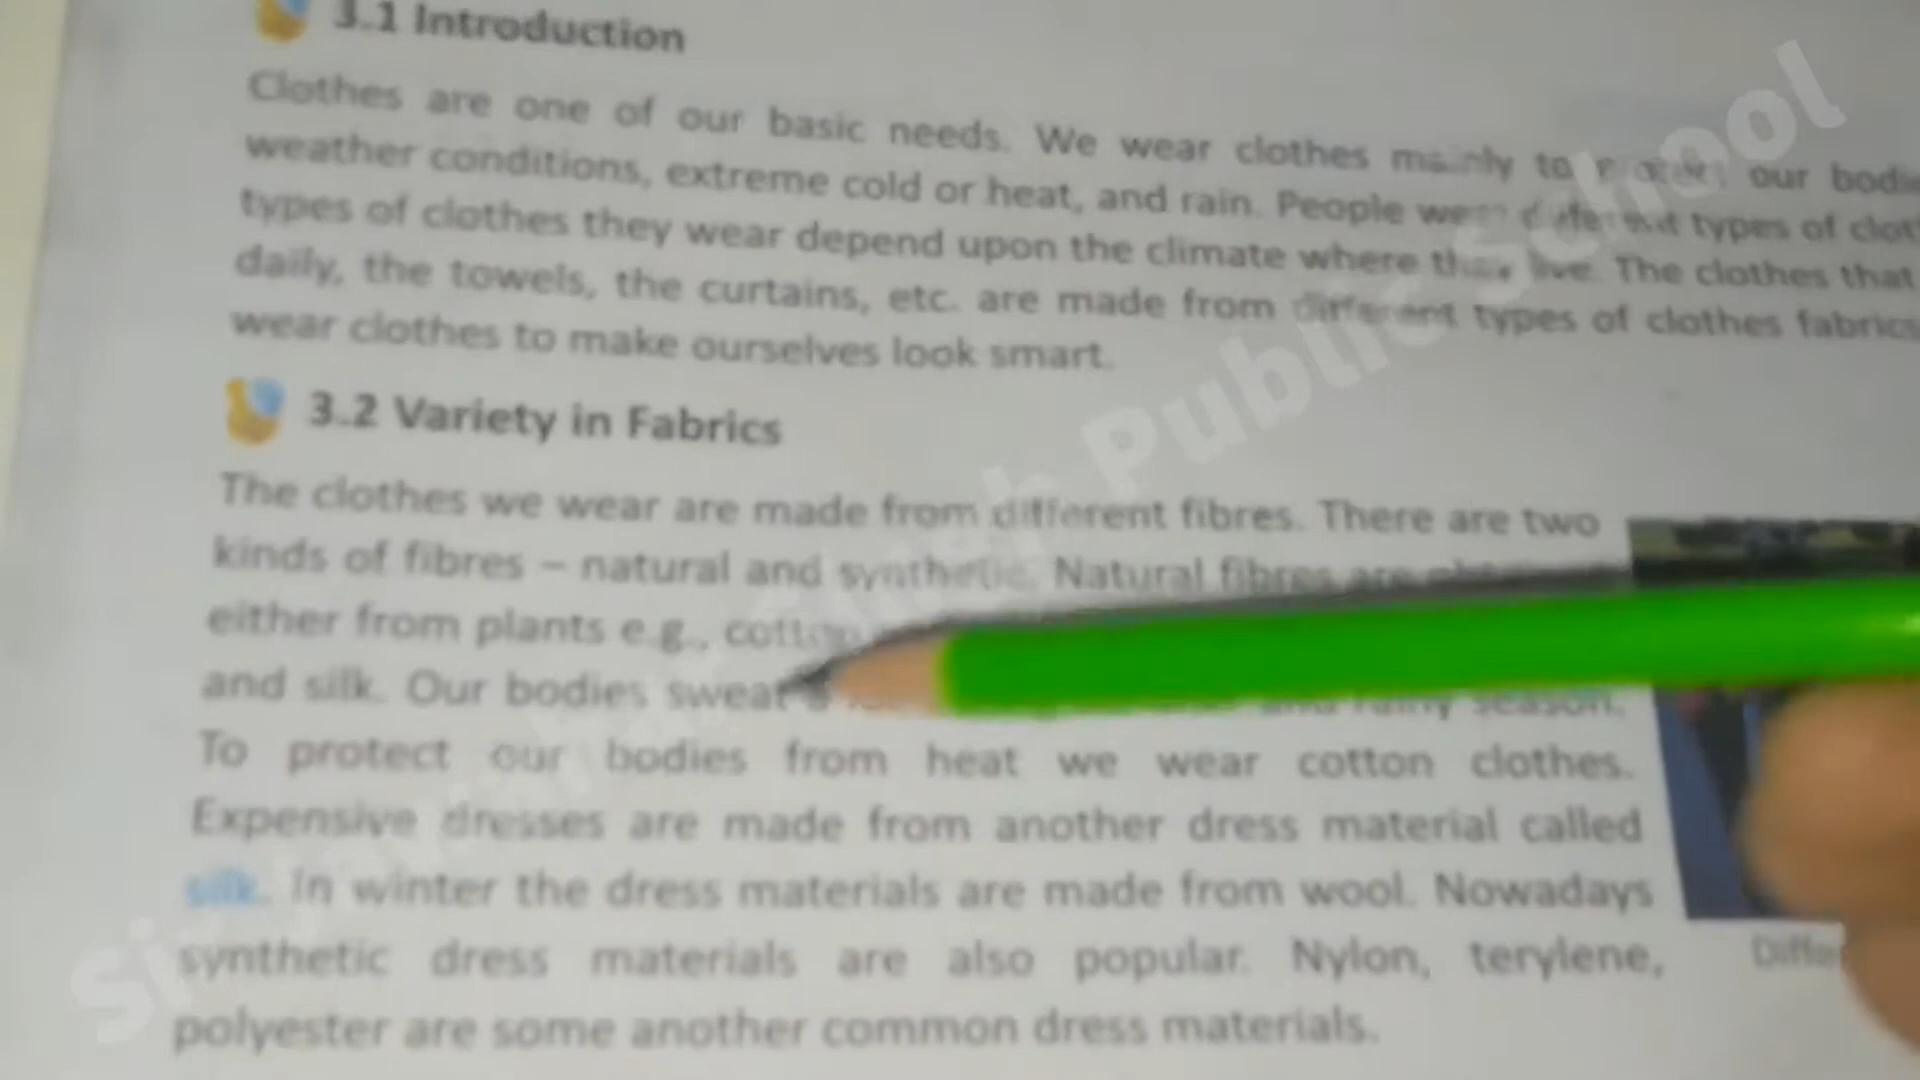 3.1 Introduction
Clothes are one of our basic needs. We wear clothes mainly to our
weather conditions, extreme cold or heat, and rain. People wear different types of
types of clothes they wear depend upon the climate where they live. The clothes that
daily, the towels, the curtains, etc. are made from different types of clothes fabrics
wear clothes to make ourselves look smart.
3.2 Variety in Fabrics
The clothes we wear are made from different fibres. There are two
kinds of fibres – natural and synthetic. Natural fibres are
either from plants e.g., cotton
and silk. Our bodies sweat and rainy season.
To protect our bodies from heat we wear cotton clothes.
Expensive dresses are made from another dress material called
silk. In winter the dress materials are made from wool. Nowadays
synthetic dress materials are also popular. Nylon, terylene,
polyester are some another common dress materials.
Public School